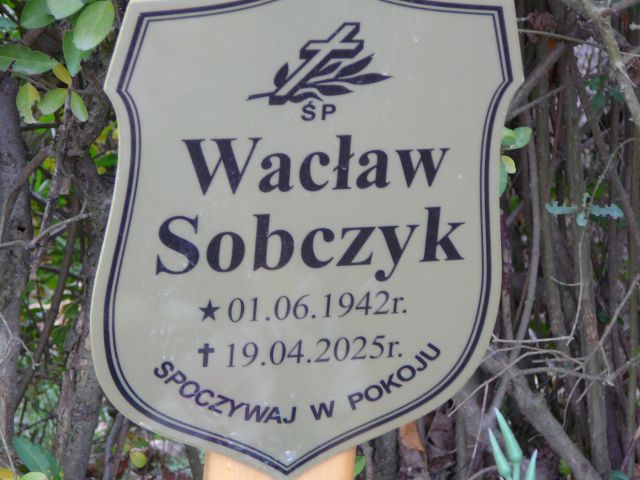 ŚP
Wacław
Sobczyk
★01.06.1942r.
✝19.04.2025r.
SPOCZYWAJ W POKOJU